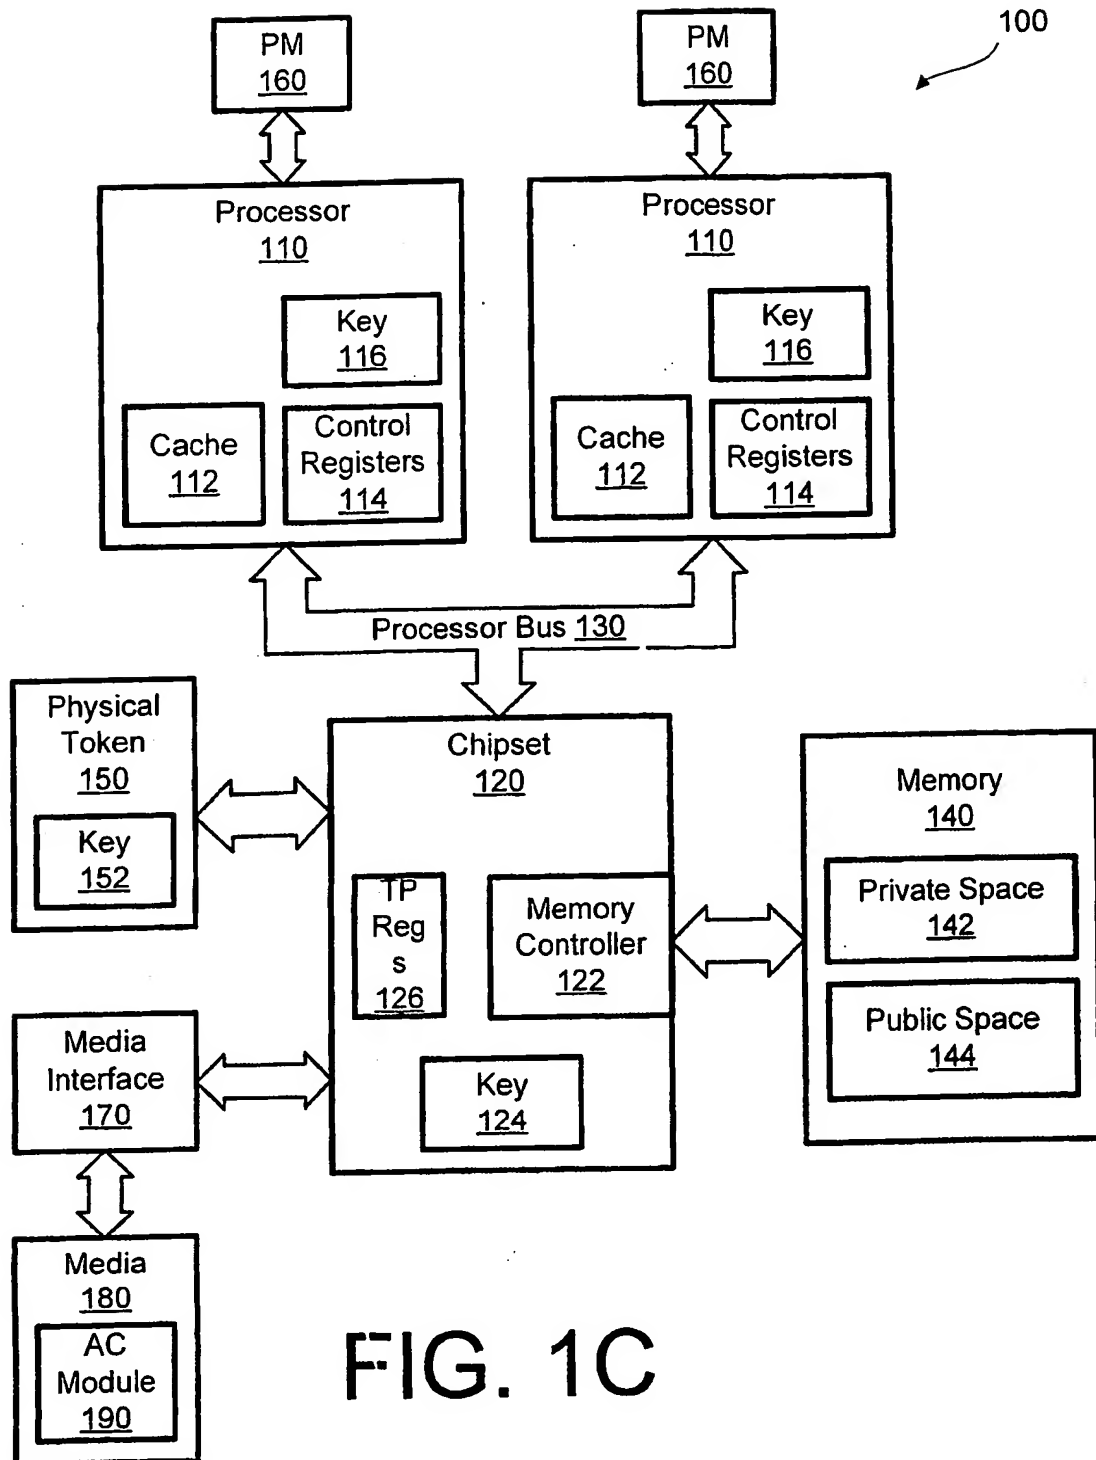 100
PM
160
PM
160
Processor
110
Key
116
Cache
112
Control
Registers
114
Processor
110
Key
116
Cache
112
Control
Registers
114
Processor Bus 130
Physical
Token
150
Key
152
Chipset
120
TP
Reg
s
126
Memory
Controller
122
Key
124
Memory
140
Private Space
142
Public Space
144
Media
Interface
170
Media
180
AC
Module
190
FIG. 1C